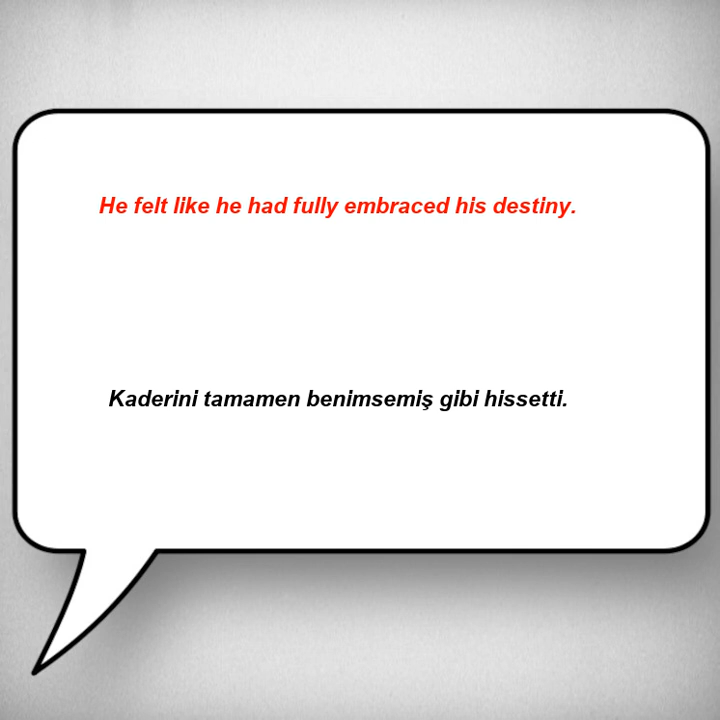 He felt like he had fully embraced his destiny.
Kaderini tamamen benimsemiş gibi hissetti.